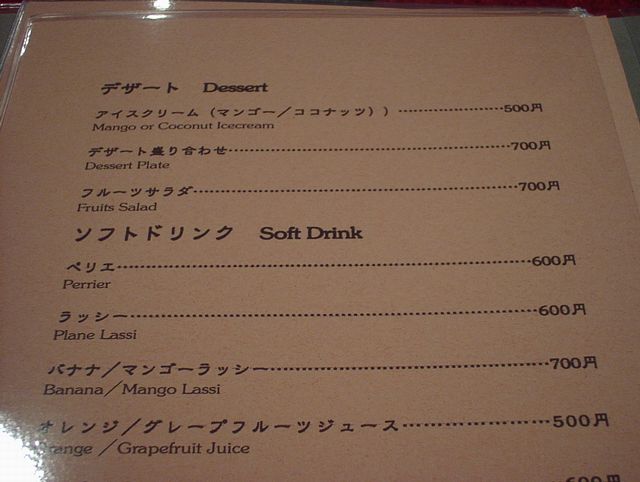 デザート Dessert
アイスクリーム (マンゴー／ココナッツ)) ……………………500円
Mango or Coconut Icecream
デザート盛り合わせ……………………………………700円
Dessert Plate
フルーツサラダ……………………………………700円
Fruits Salad
ソフトドリンク Soft Drink
ペリエ……………………………………600円
Perrier
ラッシー……………………………………600円
Plane Lassi
バナナ／マンゴーラッシー……………………………………700円
Banana／Mango Lassi
オレンジ／グレープフルーツジュース……………………500円
Orange ／Grapefruit Juice
600円